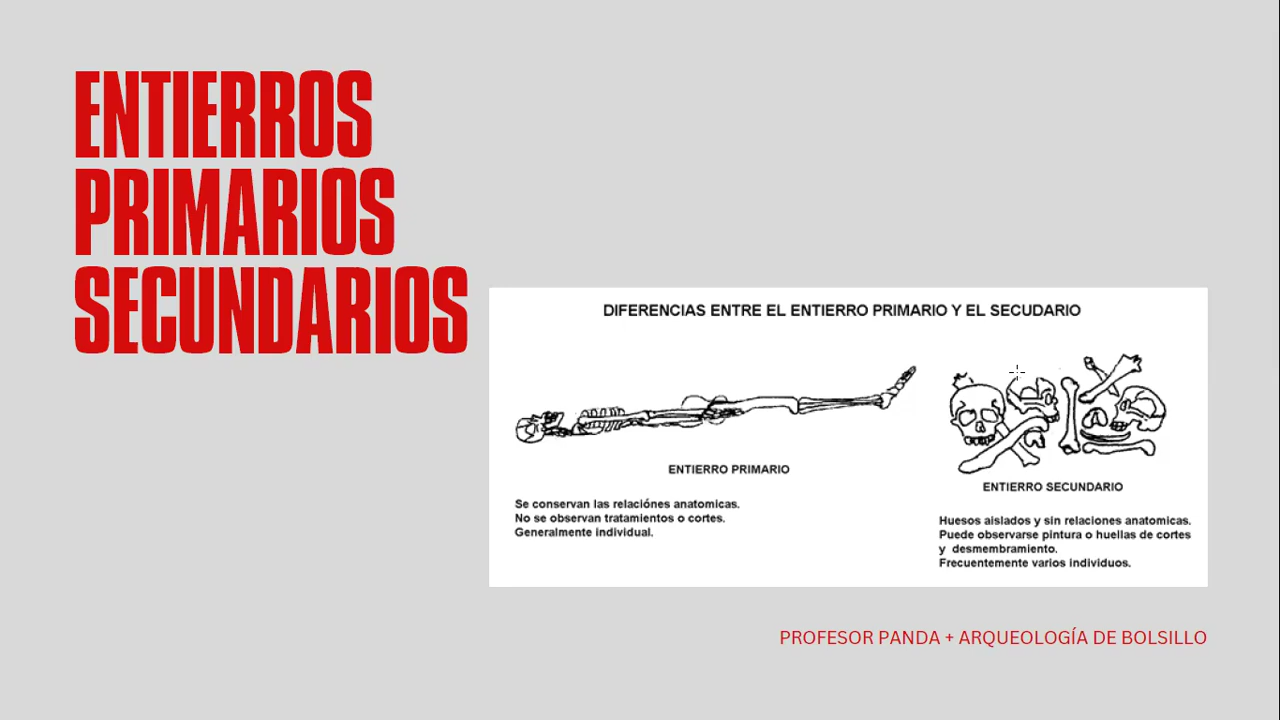 ENTIERROS
PRIMARIOS
SECUNDARIOS
DIFERENCIAS ENTRE EL ENTIERRO PRIMARIO Y EL SECUDARIO
ENTIERRO PRIMARIO
Se conservan las relaciónes anatomicas.
No se observan tratamientos o cortes.
Generalmente individual.
ENTIERRO SECUNDARIO
Huesos aislados y sin relaciones anatomicas.
Puede observarse pintura o huellas de cortes
y desmembramiento.
Frecuentemente varios individuos.
PROFESOR PANDA + ARQUEOLOGÍA DE BOLSILLO